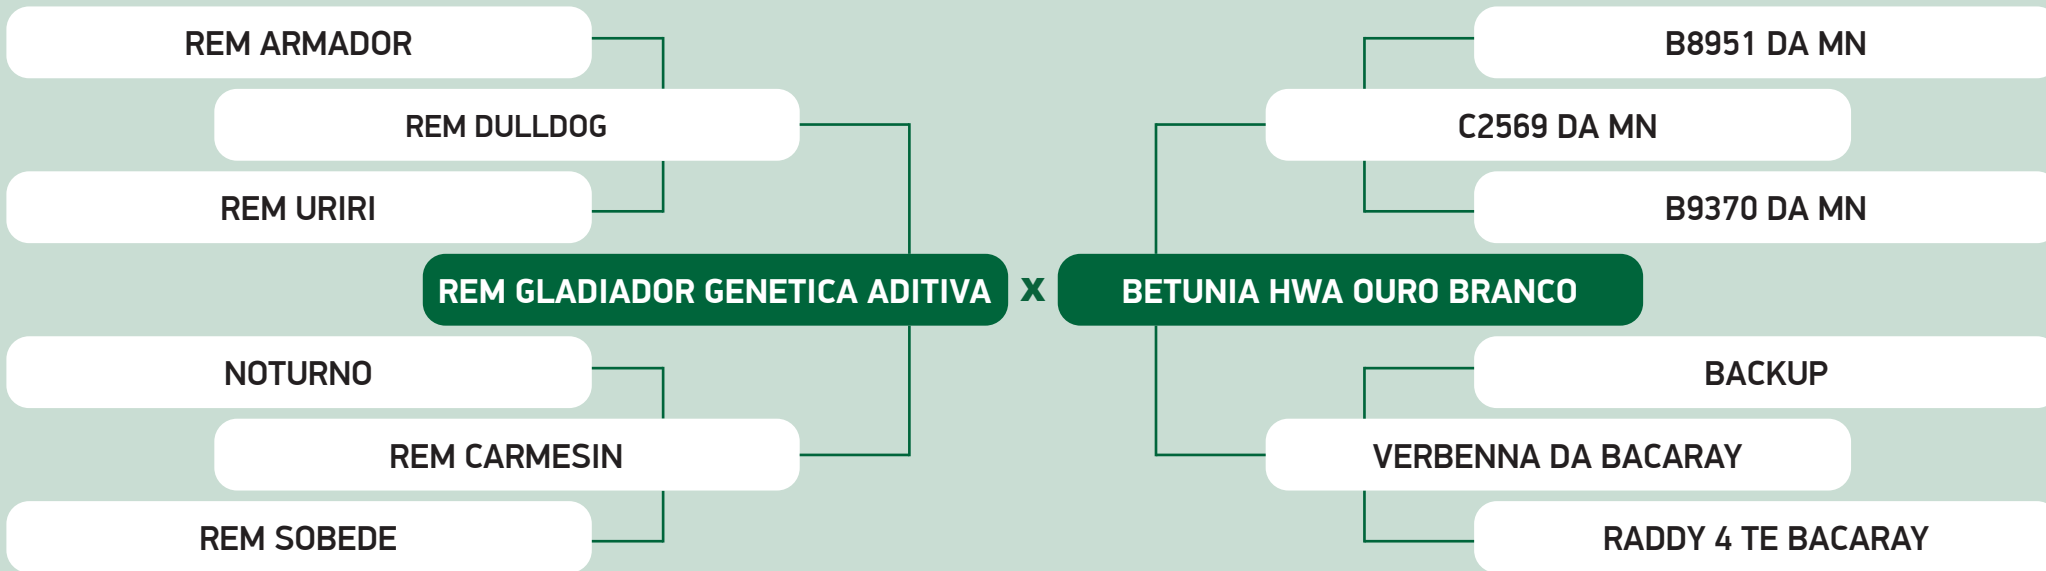 REM ARMADOR
B8951 DA MN
REM DULLDOG
C2569 DA MN
REM URIRI
B9370 DA MN
REM GLADIADOR GENETICA ADITIVA x BETUNIA HWA OURO BRANCO
NOTURNO
BACKUP
REM CARMESIN
VERBENNA DA BACARAY
REM SOBEDE
RADDY 4 TE BACARAY